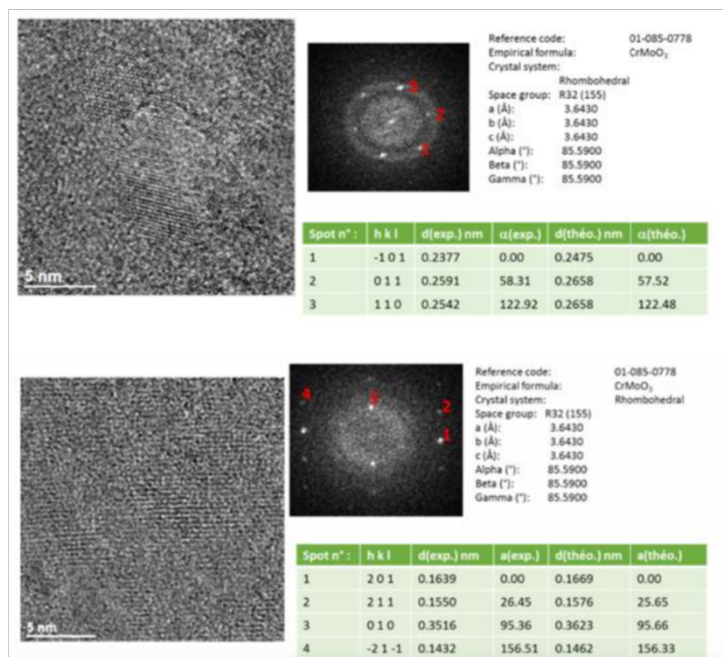 5 nm
3
2
1
Reference code: 01-085-0778
Empirical formula: CrMoO3
Crystal system:
Rhombohedral
Space group: R32 (155)
a (Å): 3.6430
b (Å): 3.6430
c (Å): 3.6430
Alpha (°): 85.5900
Beta (°): 85.5900
Gamma (°): 85.5900
Spot n° : h k l d(exp.) nm α(exp.) d(théo.) nm α(théo.)
1 -1 0 1 0.2377 0.00 0.2475 0.00
2 0 1 1 0.2591 58.31 0.2658 57.52
3 1 1 0 0.2542 122.92 0.2658 122.48
5 nm
4
3
2
1
Reference code: 01-085-0778
Empirical formula: CrMoO3
Crystal system: Rhombohedral
Space group: R32 (155)
a (Å): 3.6430
b (Å): 3.6430
c (Å): 3.6430
Alpha (°): 85.5900
Beta (°): 85.5900
Gamma (°): 85.5900
Spot n° : h k l d(exp.) nm a(exp.) d(théo.) nm a(théo.)
1 2 0 1 0.1639 0.00 0.1669 0.00
2 2 1 1 0.1550 26.45 0.1576 25.65
3 0 1 0 0.3516 95.36 0.3623 95.66
4 -2 1 -1 0.1432 156.51 0.1462 156.33